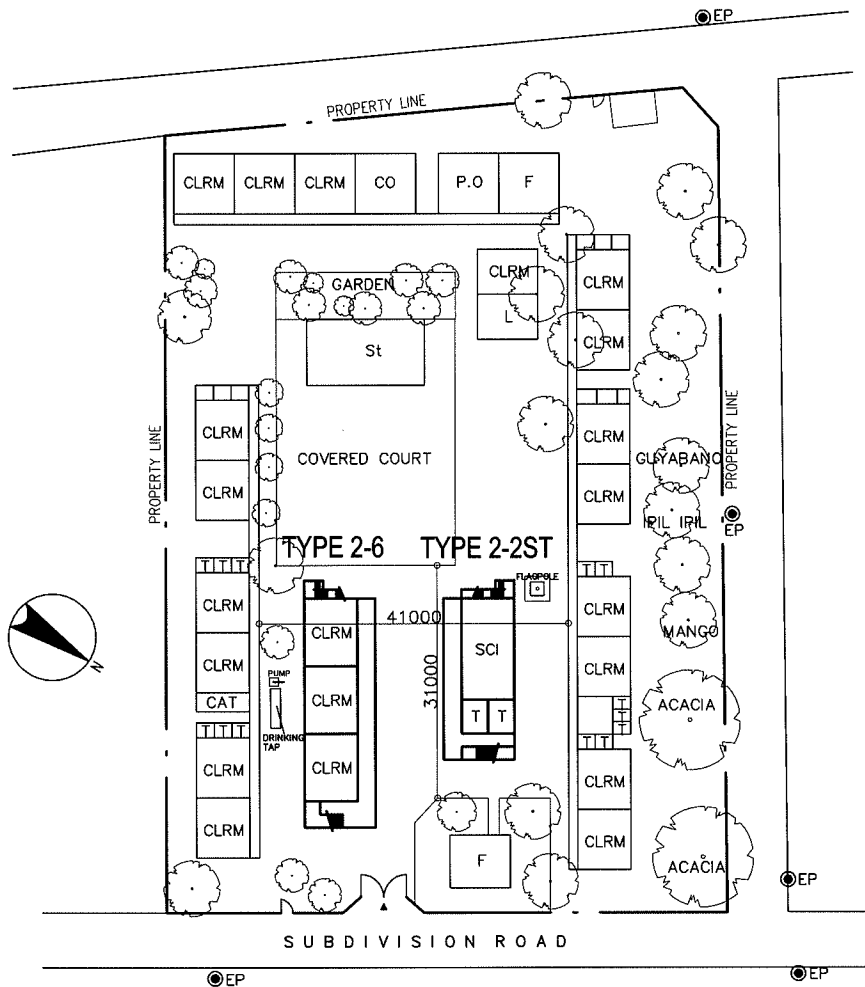 EP
PROPERTY LINE
CLRM CLRM CLRM CO P.O F
CLRM
GARDEN
CLRM
L
St
CLRM
PROPERTY LINE
CLRM
CLRM
COVERED COURT
GUYABANO
CLRM
CLRM
PROPERTY LINE
IPIL IPIL
EP
TYPE 2-6 TYPE 2-2ST
T T T
T T
FLAGPOLE
CLRM
41000
CLRM
CLRM
MANGO
SCI
CLRM
CLRM
N
PUMP
31000
CAT
CLRM
T
T
T
ACACIA
T T
T T T
DRINKING
TAP
T T
CLRM
CLRM
CLRM
CLRM
CLRM
F
ACACIA
EP
SUBDIVISION ROAD
EP
EP